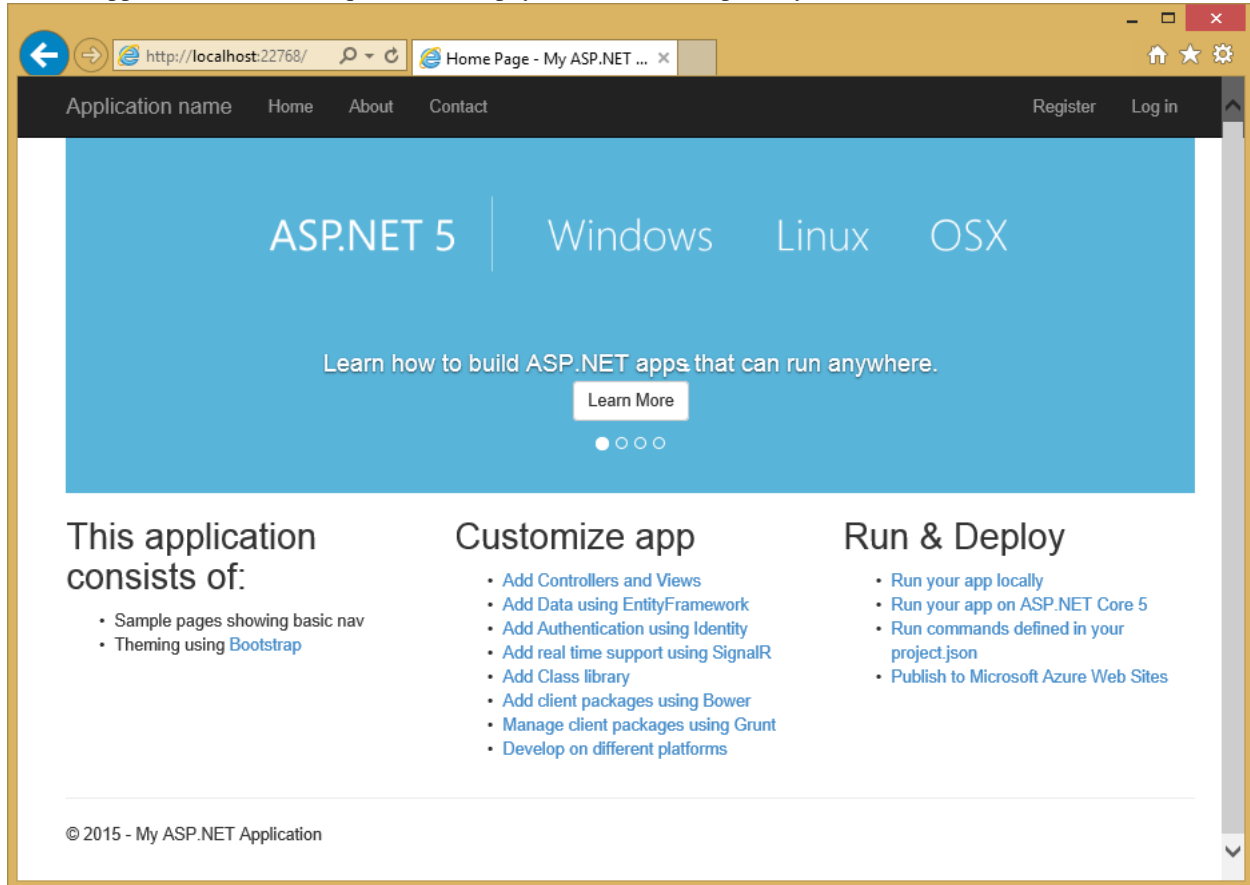 http://localhost:22768/
Home Page - My ASP.NET ...
Application name Home About Contact Register Log in
ASP.NET 5 Windows Linux OSX
Learn how to build ASP.NET apps that can run anywhere.
Learn More
This application
consists of:
• Sample pages showing basic nav
• Theming using Bootstrap
Customize app
• Add Controllers and Views
• Add Data using EntityFramework
• Add Authentication using Identity
• Add real time support using SignalR
• Add Class library
• Add client packages using Bower
• Manage client packages using Grunt
• Develop on different platforms
Run & Deploy
• Run your app locally
• Run your app on ASP.NET Core 5
• Run commands defined in your
project.json
• Publish to Microsoft Azure Web Sites
© 2015 - My ASP.NET Application